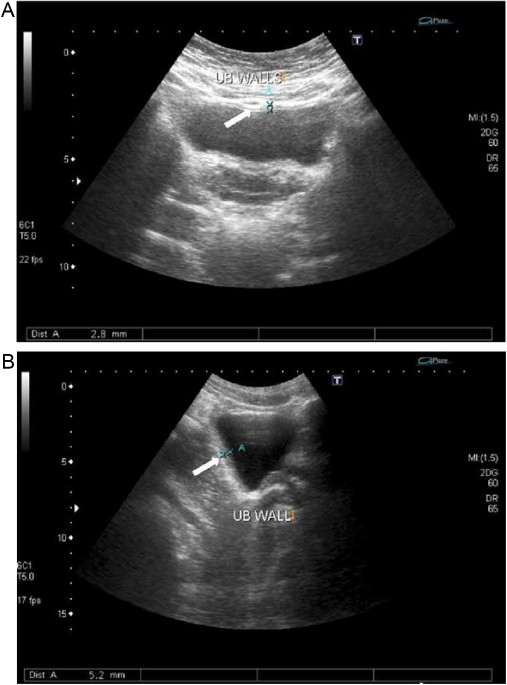 A
Pure
T
UB WALLS
A
MI:(1.5)
2DG
60
DR
65
0
5
10
6C1
T5.0
22 fps
Dist A 2.8 mm
B
Pure
T
A
UB WALL
MI:(1.5)
2DG
60
DR
65
0
5
10
15
6C1
T5.0
17 fps
Dist A 5.2 mm